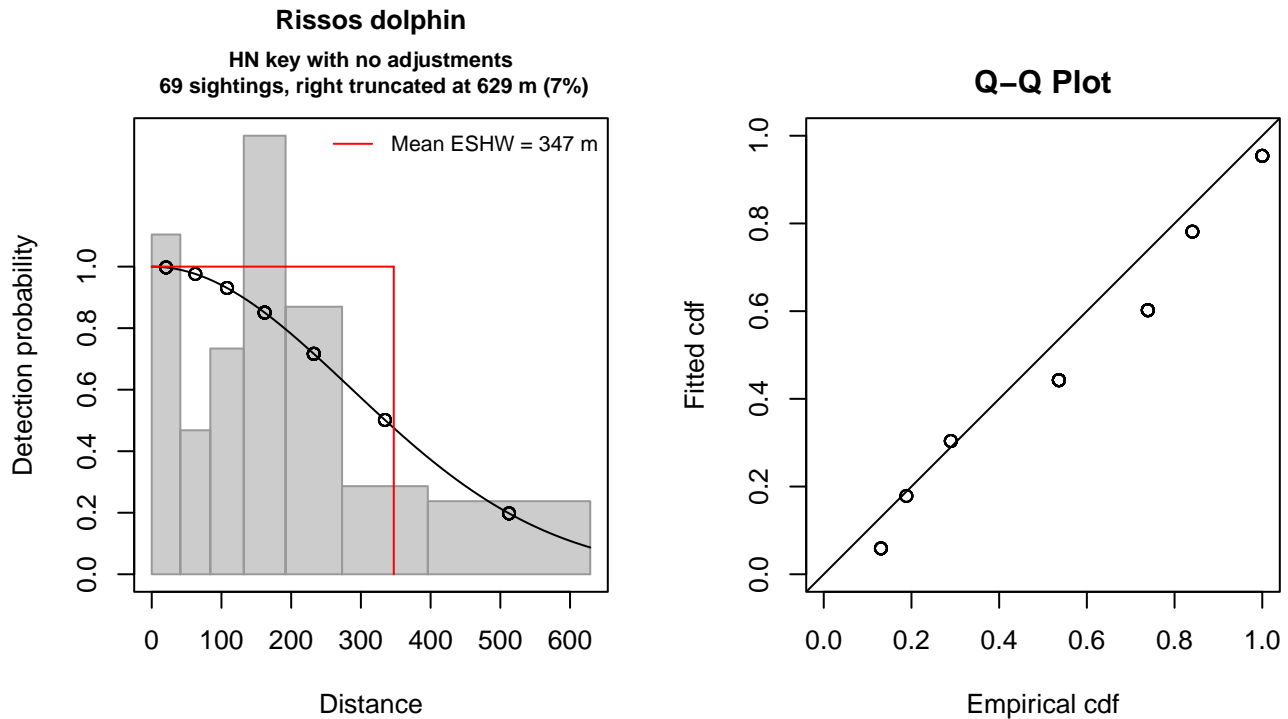 Rissos dolphin
HN key with no adjustments
69 sightings, right truncated at 629 m (7%)
Mean ESHW = 347 m
Detection probability
0.0 0.2 0.4 0.6 0.8 1.0
0 100 200 300 400 500 600
Distance
Q−Q Plot
Fitted cdf
0.0 0.2 0.4 0.6 0.8 1.0
0.0 0.2 0.4 0.6 0.8 1.0
Empirical cdf